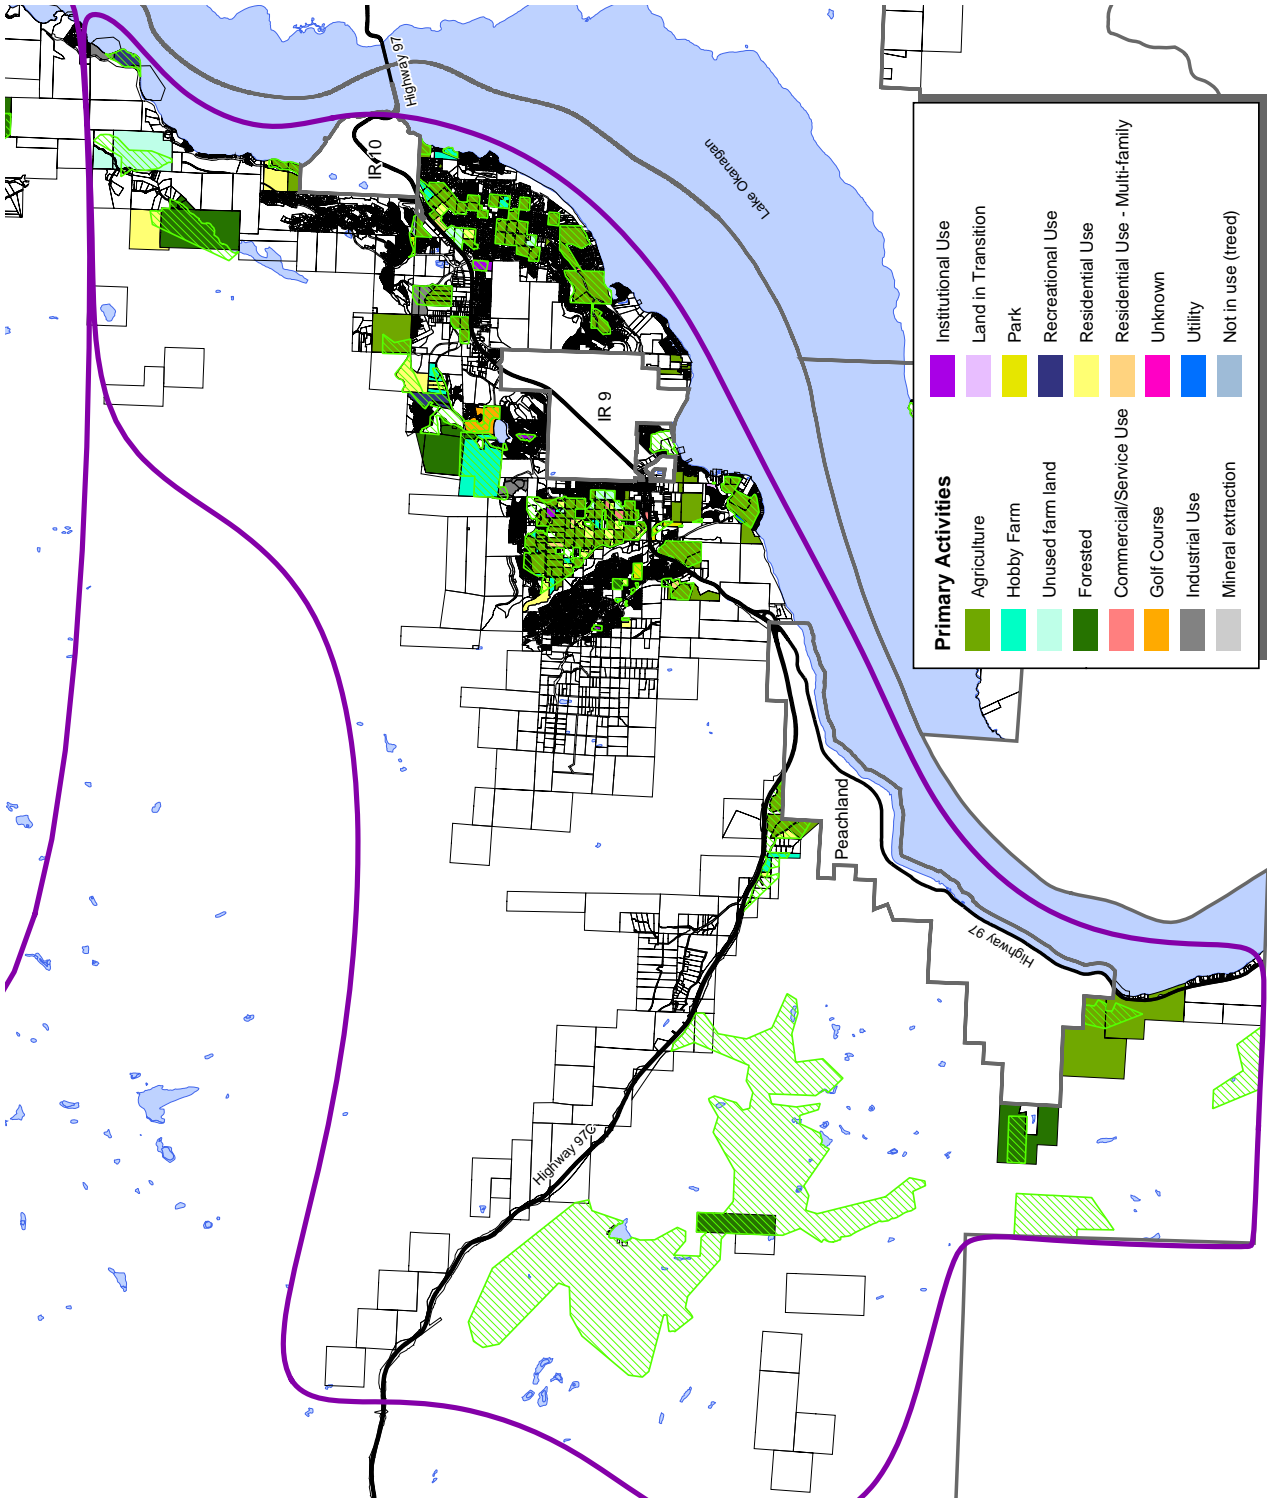 Highway 97
IR 10
Lake Okanagan
IR 9
Peachland
Highway 97
Highway 97C
Primary Activities
Agriculture
Hobby Farm
Unused farm land
Forested
Commercial/Service Use
Golf Course
Industrial Use
Mineral extraction
Institutional Use
Land in Transition
Park
Recreational Use
Residential Use
Residential Use - Multi-family
Unknown
Utility
Not in use (treed)